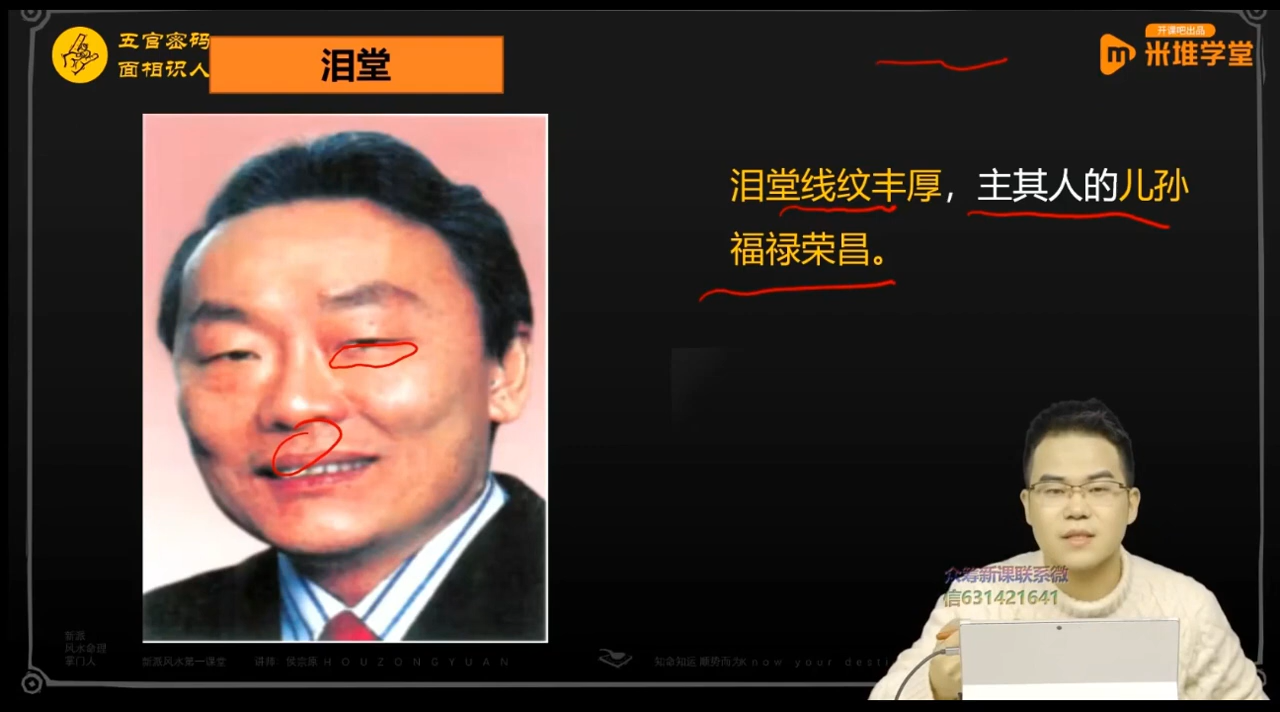 五官密码
面相识人
泪堂
开课吧出品
米堆学堂
泪堂线纹丰厚，主其人的儿孙
福禄荣昌。
众筹新课联系微
信631421641
新派
风水命理
掌门人
新派风水第一课堂
讲师：侯宗原 HOUZONGYUAN
知命知运 顺势而为
know your desti